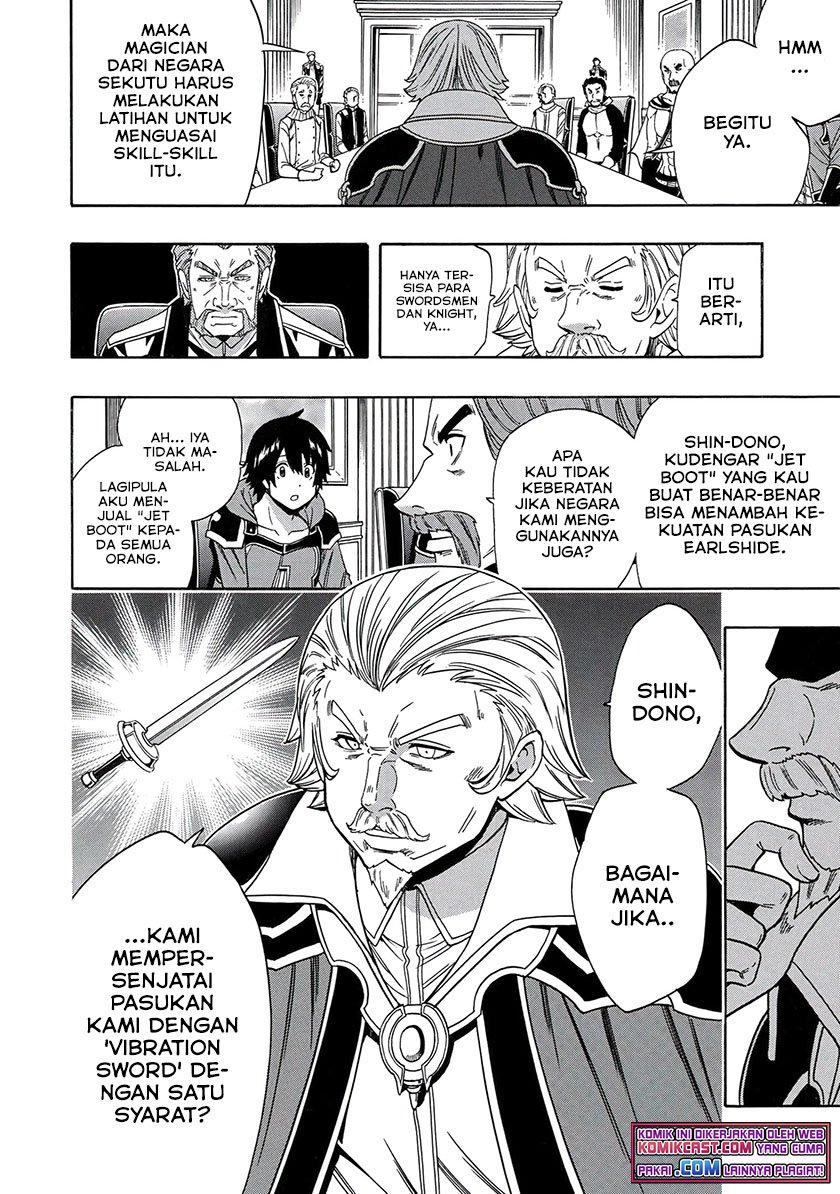 HMM
...
BEGITU
YA.
MAKA
MAGICIAN
DARI NEGARA
SEKUTU HARUS
MELAKUKAN
LATIHAN UNTUK
MENGUASAI
SKILL-SKILL
ITU.
ITU
BER-
ARTI,
HANYA TER-
SISA PARA
SWORDSMEN
DAN KNIGHT,
YA...
SHIN-DONO,
KUDENGAR "JET
BOOT" YANG KAU
BUAT BENAR-BENAR
BISA MENAMBAH KE-
KUATAN PASUKAN
EARLSHIDE.
APA
KAU TIDAK
KEBERATAN
JIKA NEGARA
KAMI MENG-
GUNAKANNYA
JUGA?
AH... IYA
TIDAK MA-
SALAH.
LAGIPULA
AKU MEN-
JUAL "JET
BOOT" KEPA-
DA SEMUA
ORANG.
SHIN-
DONO,
BAGAI-
MANA
JIKA..
...KAMI
MEMPER-
SENJATAI
PASUKAN
KAMI DENGAN
'VIBRATION
SWORD' DE-
NGAN SATU
SYARAT?
KOMIK INI DIKERJAKAN OLEH WEB
KOMIKCAST.COM YANG CUMA
PAKAI .COM LAINNYA PLAGIAT!